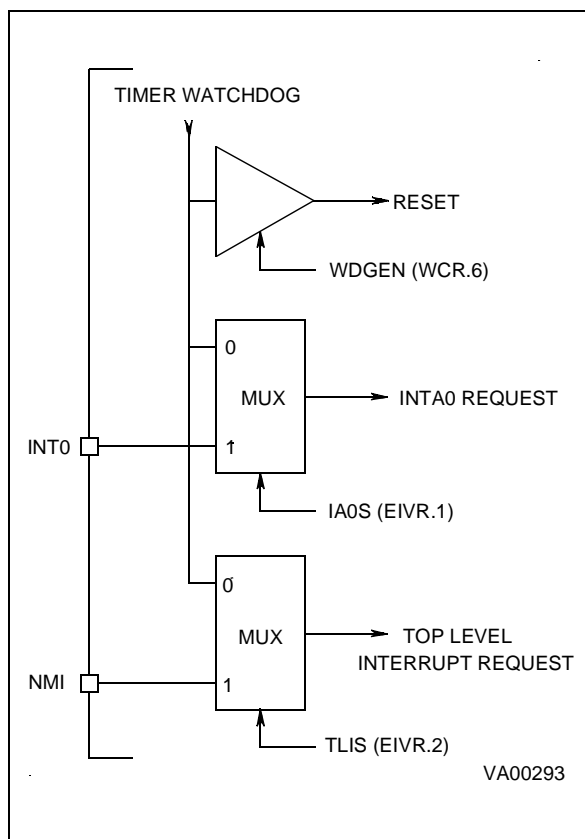 TIMER WATCHDOG
RESET
WDGEN (WCR.6)
0
MUX
INTA0 REQUEST
INT0
1
IA0S (EIVR.1)
0
MUX
TOP LEVEL
INTERRUPT REQUEST
NMI
1
TLIS (EIVR.2)
VA00293